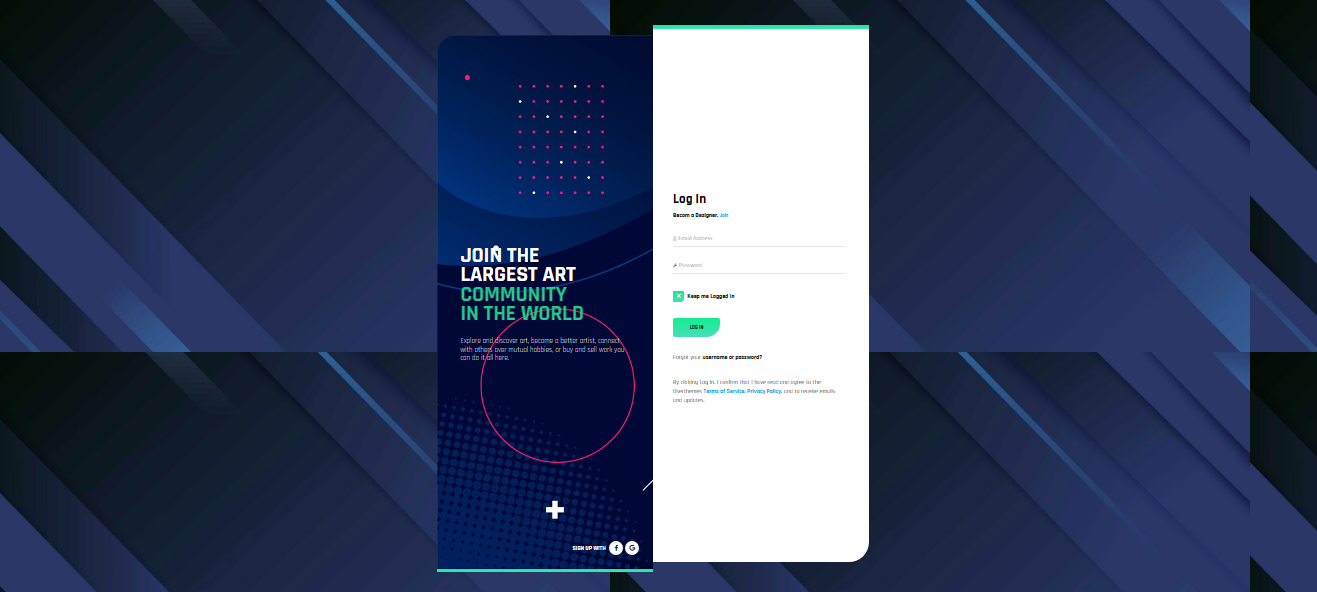 JOIN THE
LARGEST ART
COMMUNITY
IN THE WORLD
Explore and discover art, become a better artist, connect
with others over mutual hobbies, or buy and sell work you
can do it all here.
SIGN UP WITH
Log In
Becom a Designer. Join
Email Address
Password
Keep me Logged in
LOG IN
Forgot your username or password?
By clicking Log In, I confirm that I have read and agree to the
Userthemes Terms of Service, Privacy Policy, and to receive emails
and updates.